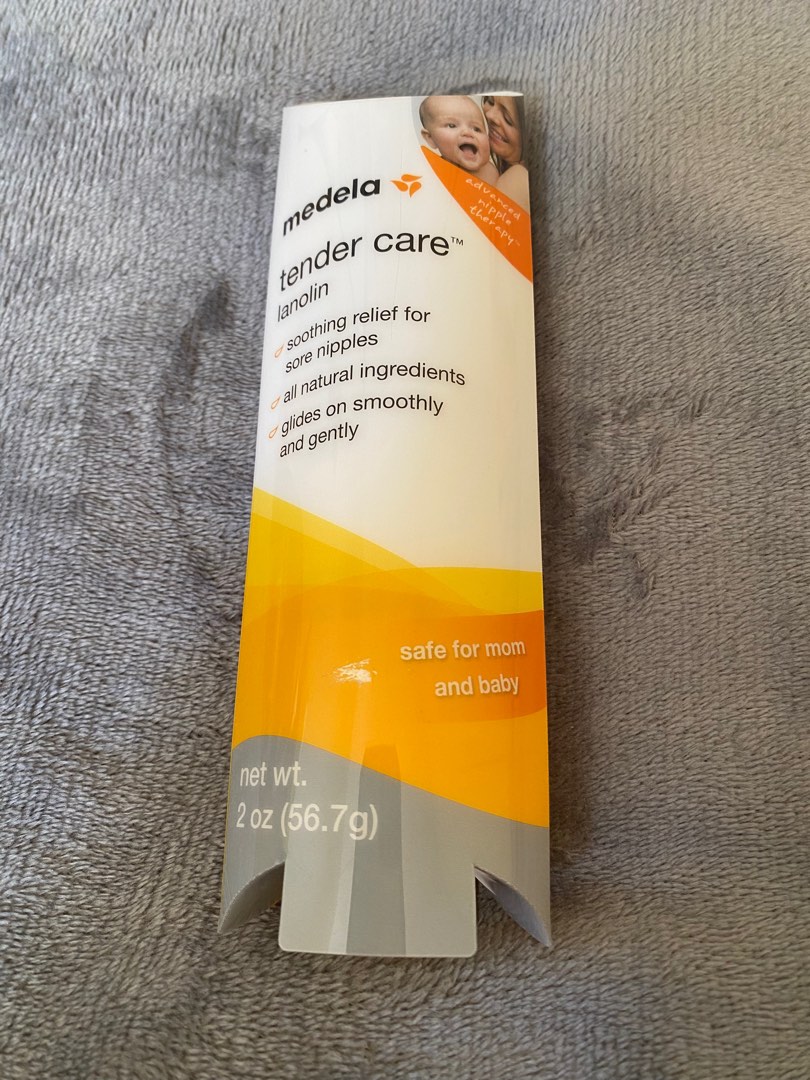 advanced
nipple
therapy™
medela
tender care™
lanolin
soothing relief for
sore nipples
all natural ingredients
glides on smoothly
and gently
safe for mom
and baby
net wt.
2 oz (56.7g)